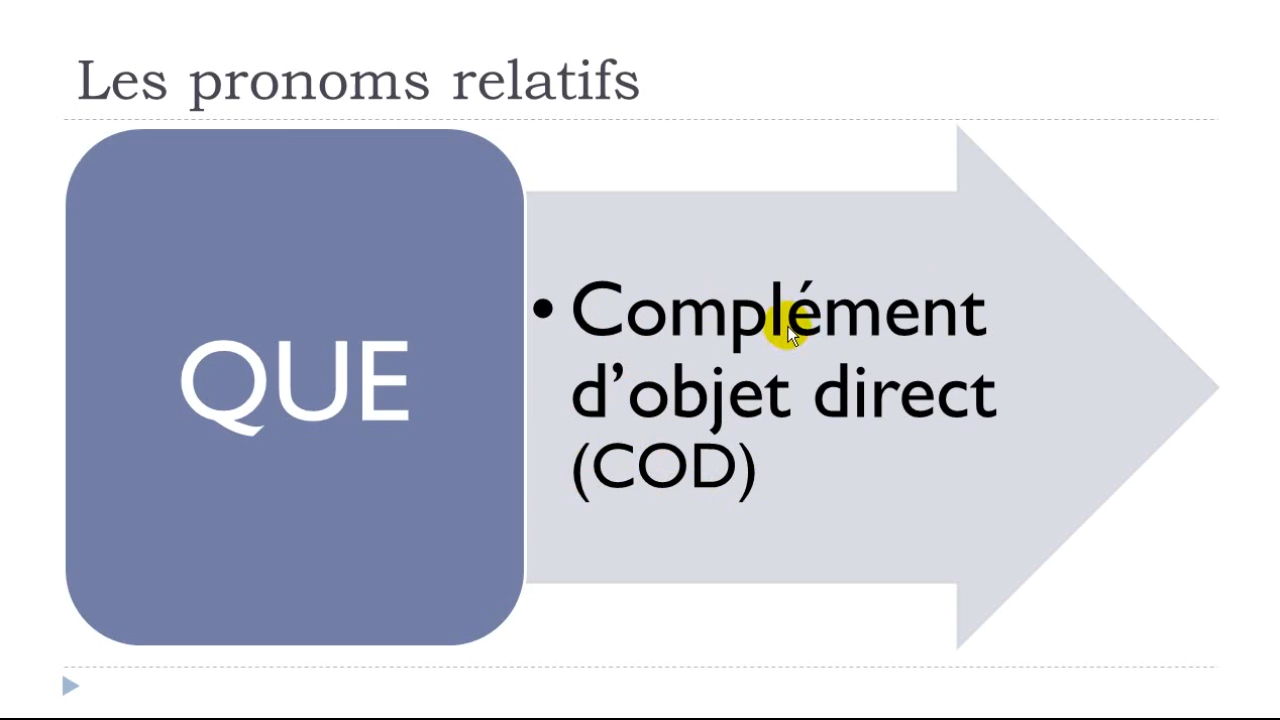 Les pronoms relatifs
QUE
• Complément
d’objet direct
(COD)